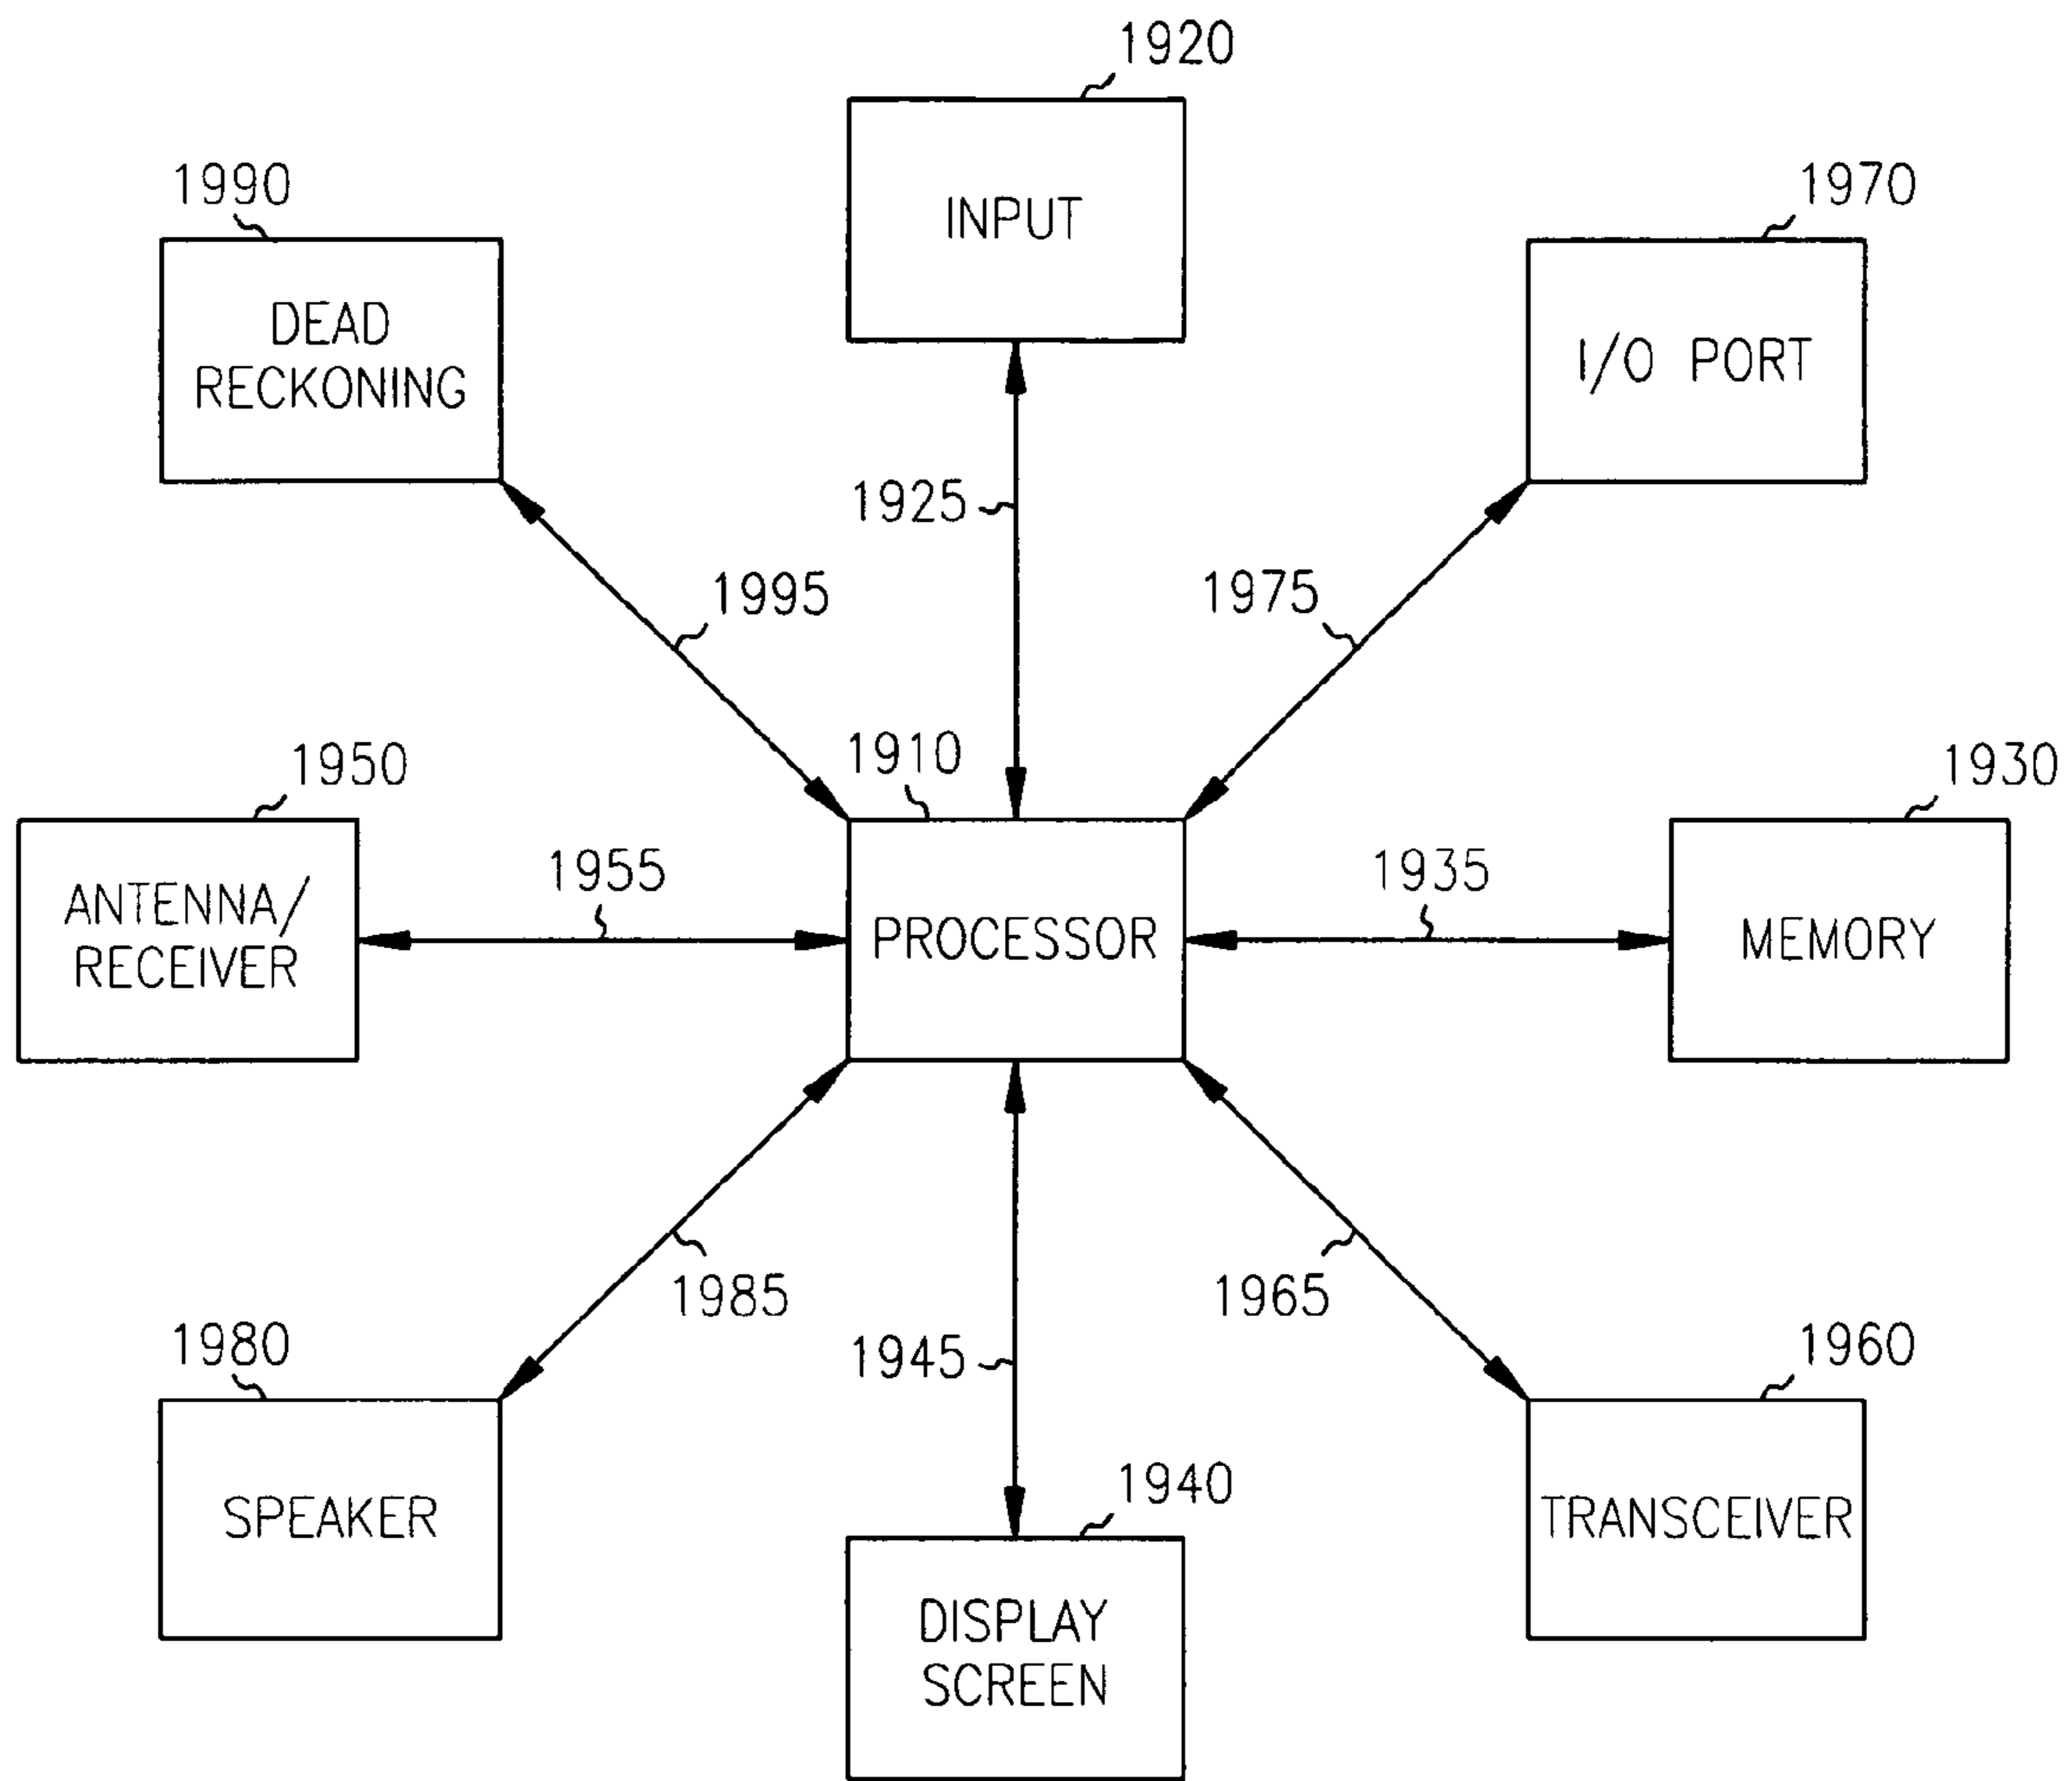 1920
1990
1970
INPUT
DEAD
RECKONING
I/O PORT
1925
1995
1975
1910
1950
1930
1955
1935
ANTENNA/
RECEIVER
PROCESSOR
MEMORY
1985
1965
1980
1945
1960
1940
SPEAKER
TRANSCEIVER
DISPLAY
SCREEN